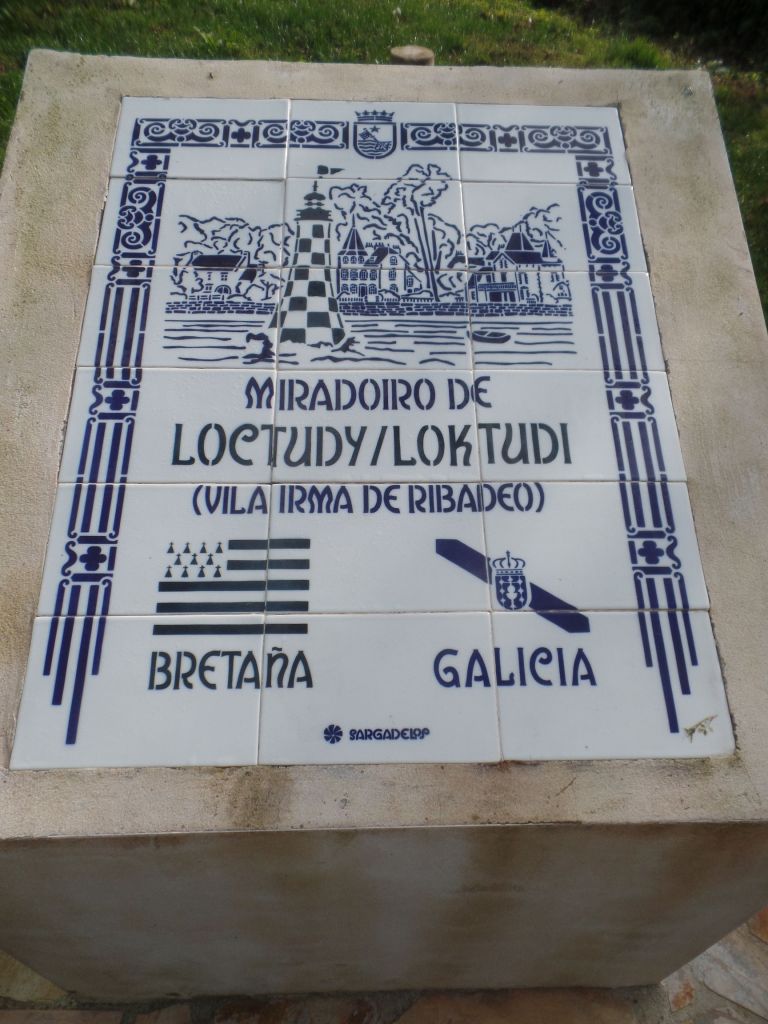 MIRADOIRO DE
LOCTUDY/LOKTUDI
(VILA IRMA DE RIBADEO)
BRETAÑA
GALICIA
SARGADELOS